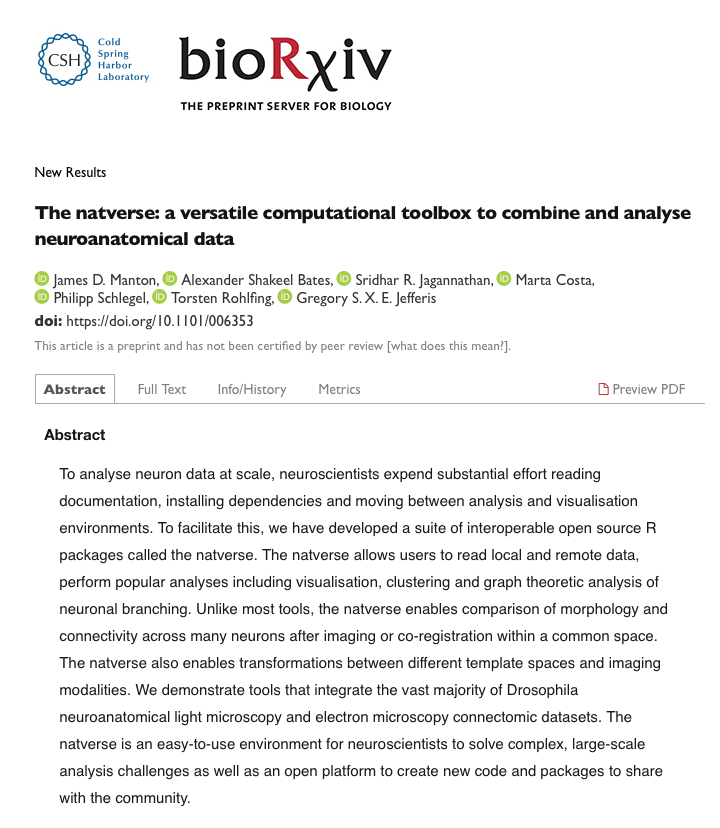 CSH
Cold
Spring
Harbor
Laboratory
bioRχiv
THE PREPRINT SERVER FOR BIOLOGY
New Results
The natverse: a versatile computational toolbox to combine and analyse
neuroanatomical data
iD James D. Manton, iD Alexander Shakeel Bates, iD Sridhar R. Jagannathan, iD Marta Costa,
iD Philipp Schlegel, iD Torsten Rohlfing, iD Gregory S. X. E. Jefferis
doi: https://doi.org/10.1101/006353
This article is a preprint and has not been certified by peer review [what does this mean?].
Abstract Full Text Info/History Metrics Preview PDF
Abstract
To analyse neuron data at scale, neuroscientists expend substantial effort reading
documentation, installing dependencies and moving between analysis and visualisation
environments. To facilitate this, we have developed a suite of interoperable open source R
packages called the natverse. The natverse allows users to read local and remote data,
perform popular analyses including visualisation, clustering and graph theoretic analysis of
neuronal branching. Unlike most tools, the natverse enables comparison of morphology and
connectivity across many neurons after imaging or co-registration within a common space.
The natverse also enables transformations between different template spaces and imaging
modalities. We demonstrate tools that integrate the vast majority of Drosophila
neuroanatomical light microscopy and electron microscopy connectomic datasets. The
natverse is an easy-to-use environment for neuroscientists to solve complex, large-scale
analysis challenges as well as an open platform to create new code and packages to share
with the community.